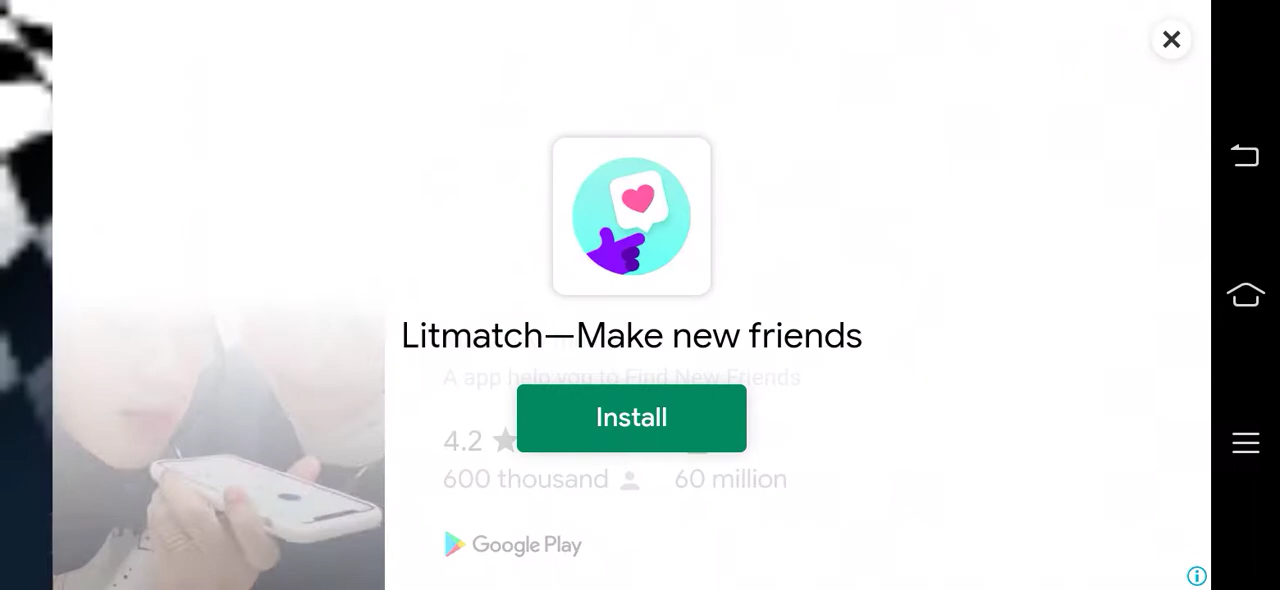 Litmatch—Make new friends
A app help you to Find New Friends
Install
4.2
600 thousand 60 million
Google Play